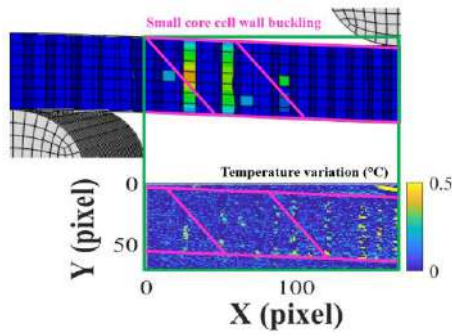 Small core cell wall buckling
Temperature variation (°C)
0
50
Y (pixel)
0
100
X (pixel)
0.5
0